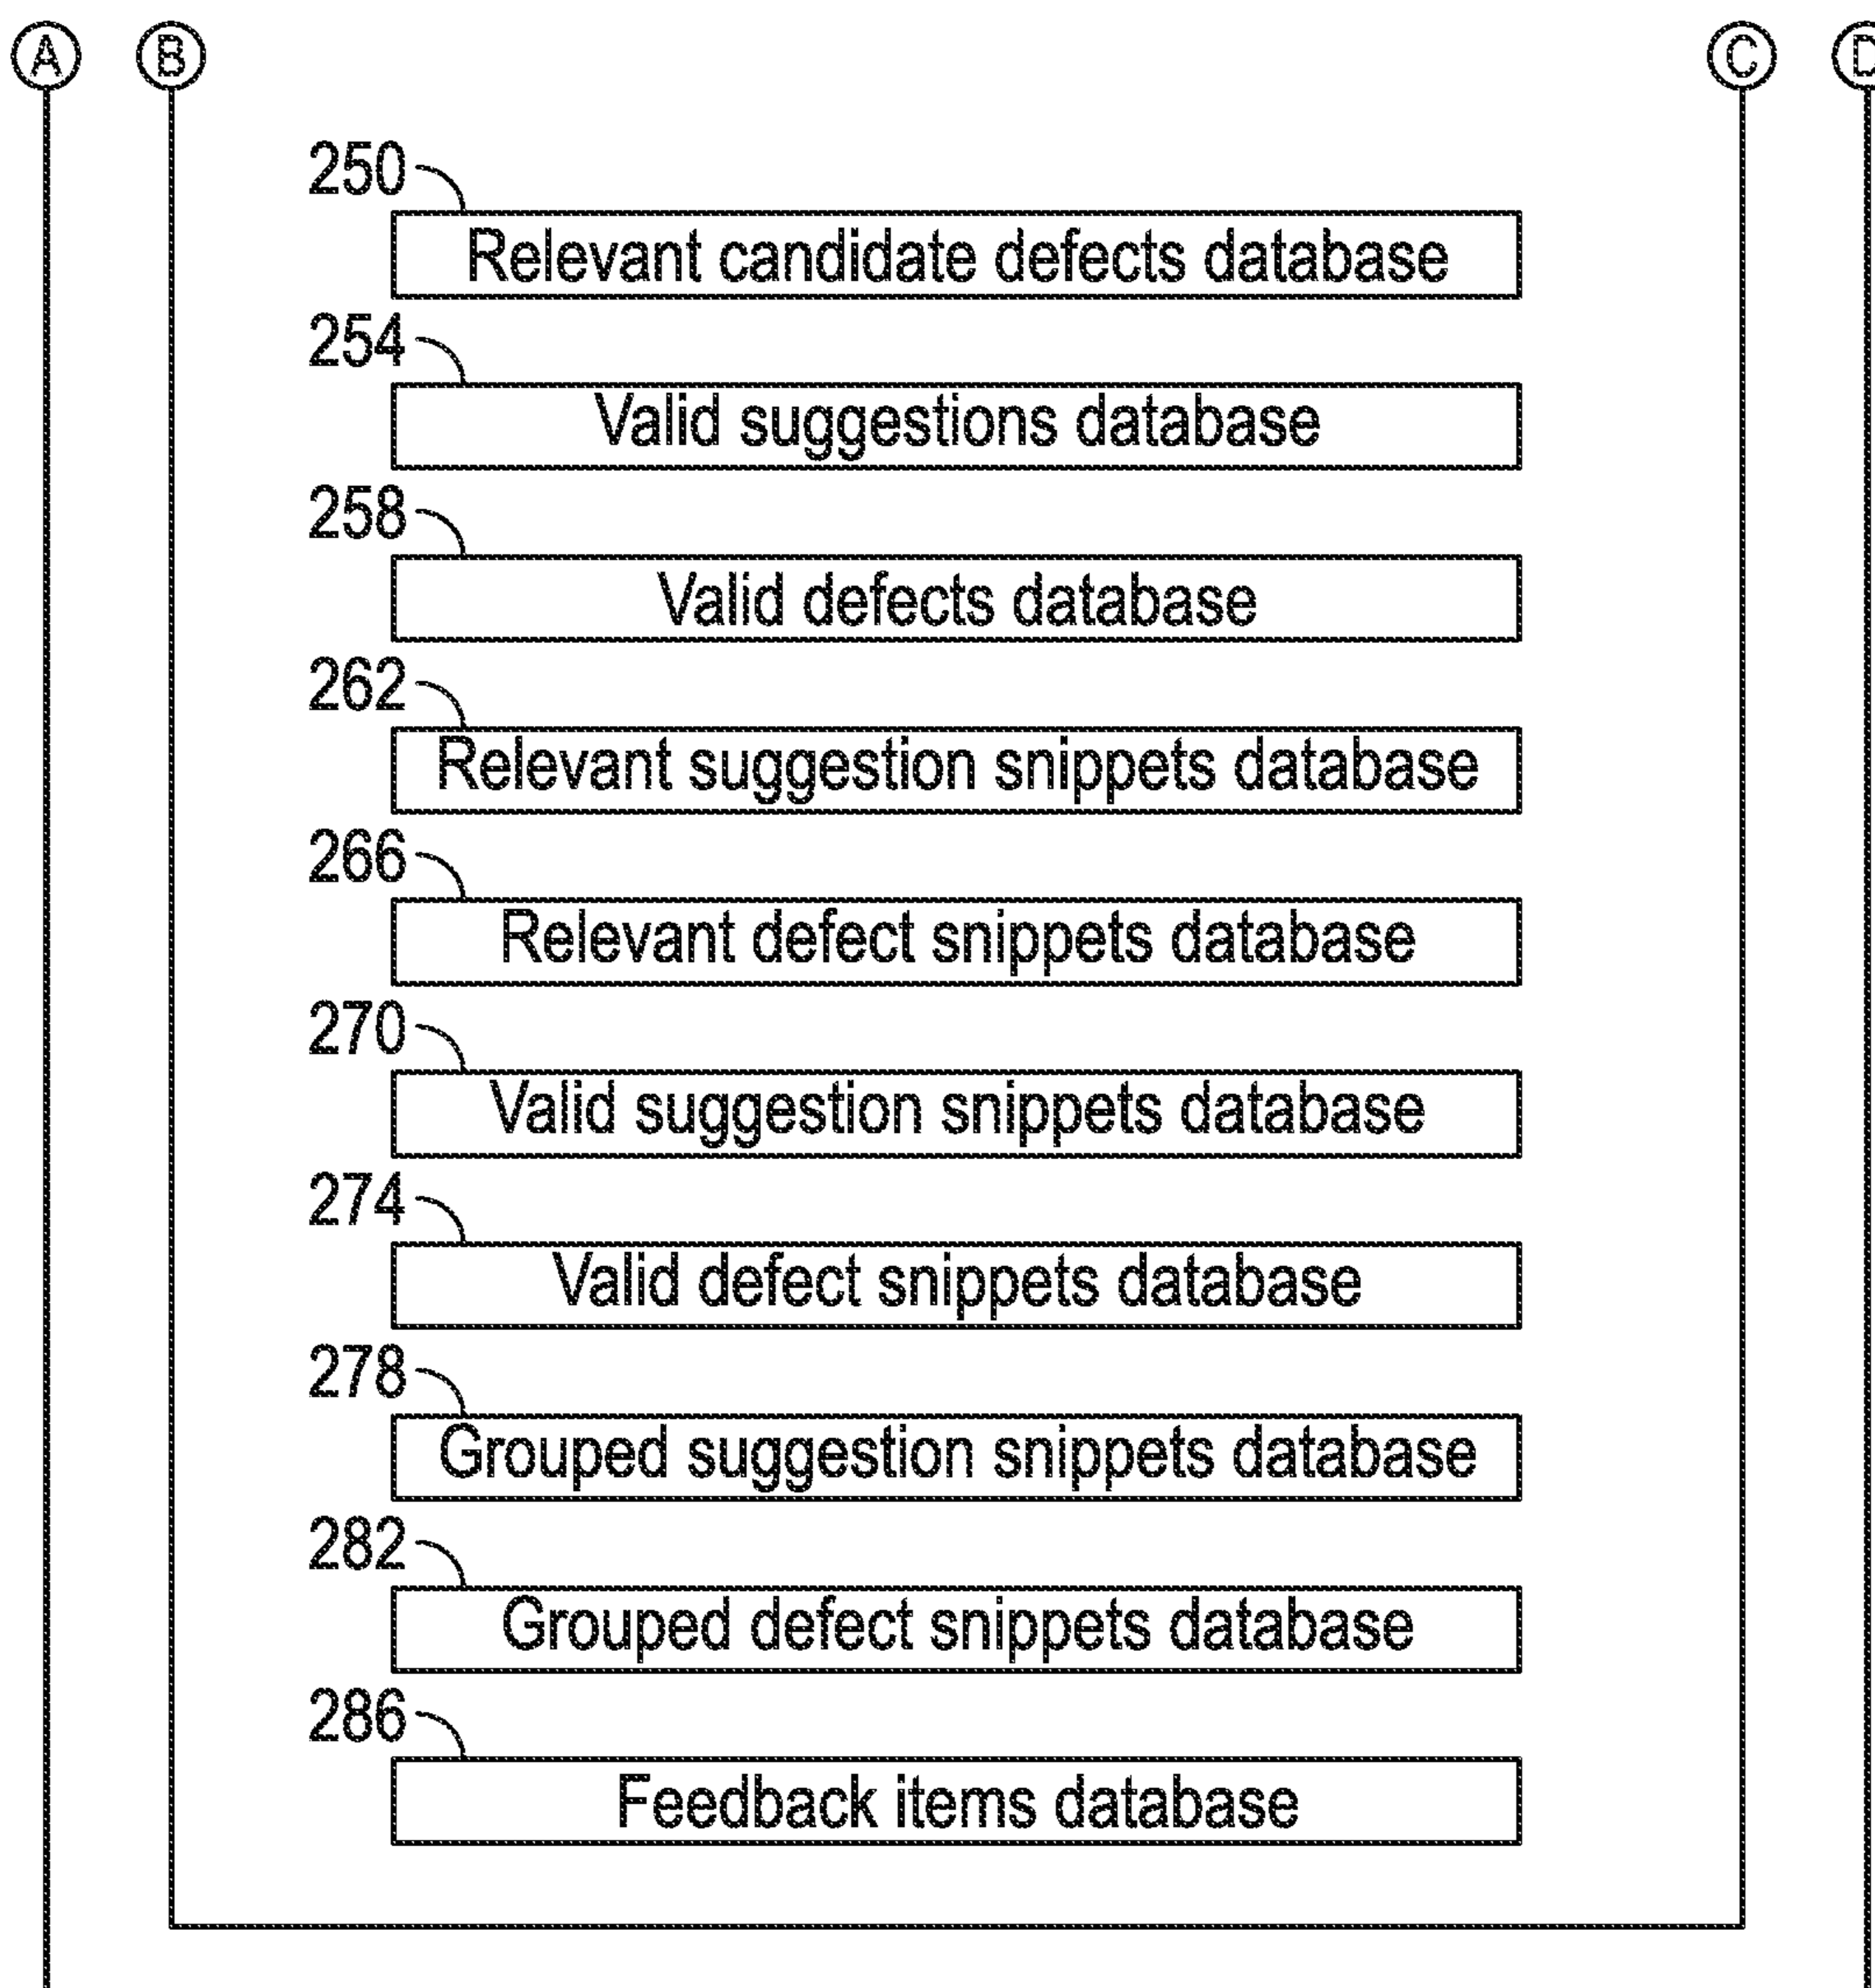 A B C D
250
Relevant candidate defects database
254
Valid suggestions database
258
Valid defects database
262
Relevant suggestion snippets database
266
Relevant defect snippets database
270
Valid suggestion snippets database
274
Valid defect snippets database
278
Grouped suggestion snippets database
282
Grouped defect snippets database
286
Feedback items database